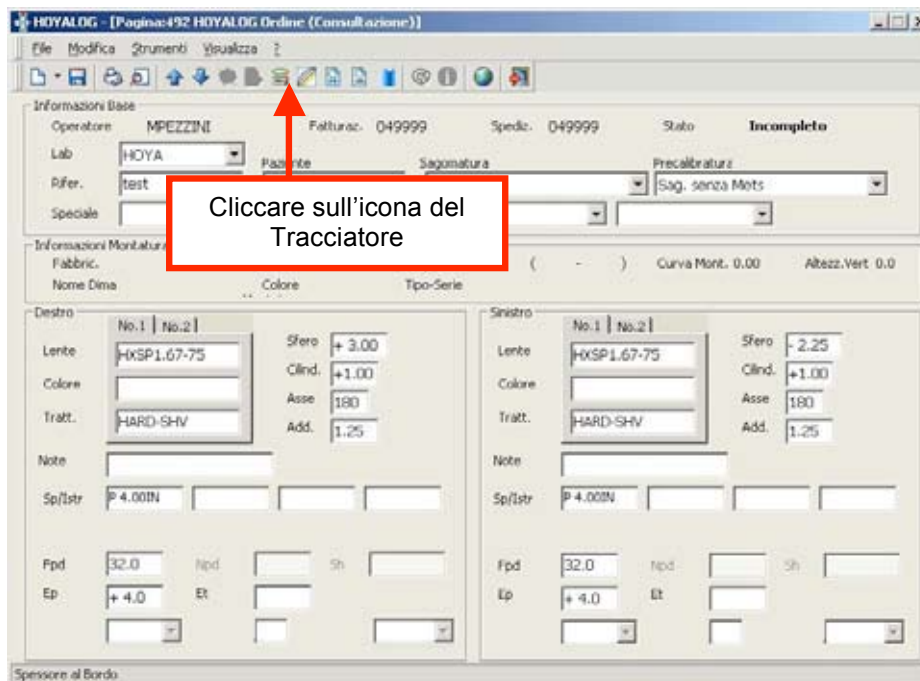 HOYALOG - [Pagina:492 HOYALOG Ordine (Consultazione)]
File Modifica Strumenti Visualizza ?
Informazioni Base
Operatore MPEZZINI Fatturaz. 049999 Spediz. 049999 Stato Incompleto
Lab HOYA Paziente Sagomatura Precalibratura
Rifer. test Sag. senza Mots
Speciale
Cliccare sull'icona del
Tracciatore
Informazioni Montatura
Fabbric. ( - ) Curva Mont. 0.00 Altezz.Vert 0.0
Nome Dima Colore Tipo-Serie
Destro
No.1 No.2
Lente HXSP1.67-75 Sfero + 3.00
Colore Cilind. +1.00
Asse 180
Tratt. HARD-SHV Add. 1.25
Note
Sp/Istr P 4.00IN
Fpd 32.0 Npd Sh
Ep + 4.0 Et
Sinistro
No.1 No.2
Lente HXSP1.67-75 Sfero - 2.25
Colore Cilind. +1.00
Asse 180
Tratt. HARD-SHV Add. 1.25
Note
Sp/Istr P 4.00IN
Fpd 32.0 Npd Sh
Ep + 4.0 Et
Spessore al Bordo